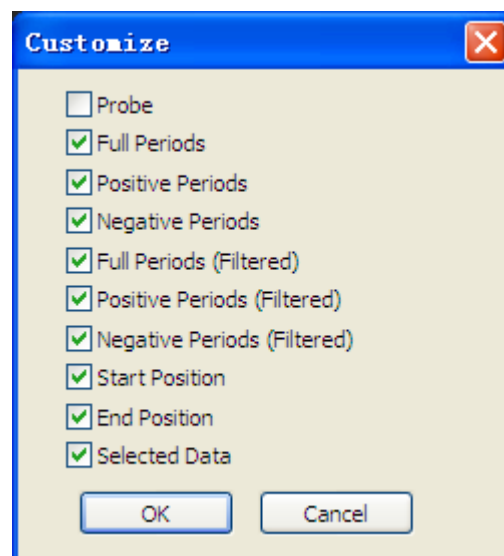 Customize
Probe
Full Periods
Positive Periods
Negative Periods
Full Periods (Filtered)
Positive Periods (Filtered)
Negative Periods (Filtered)
Start Position
End Position
Selected Data
OK Cancel